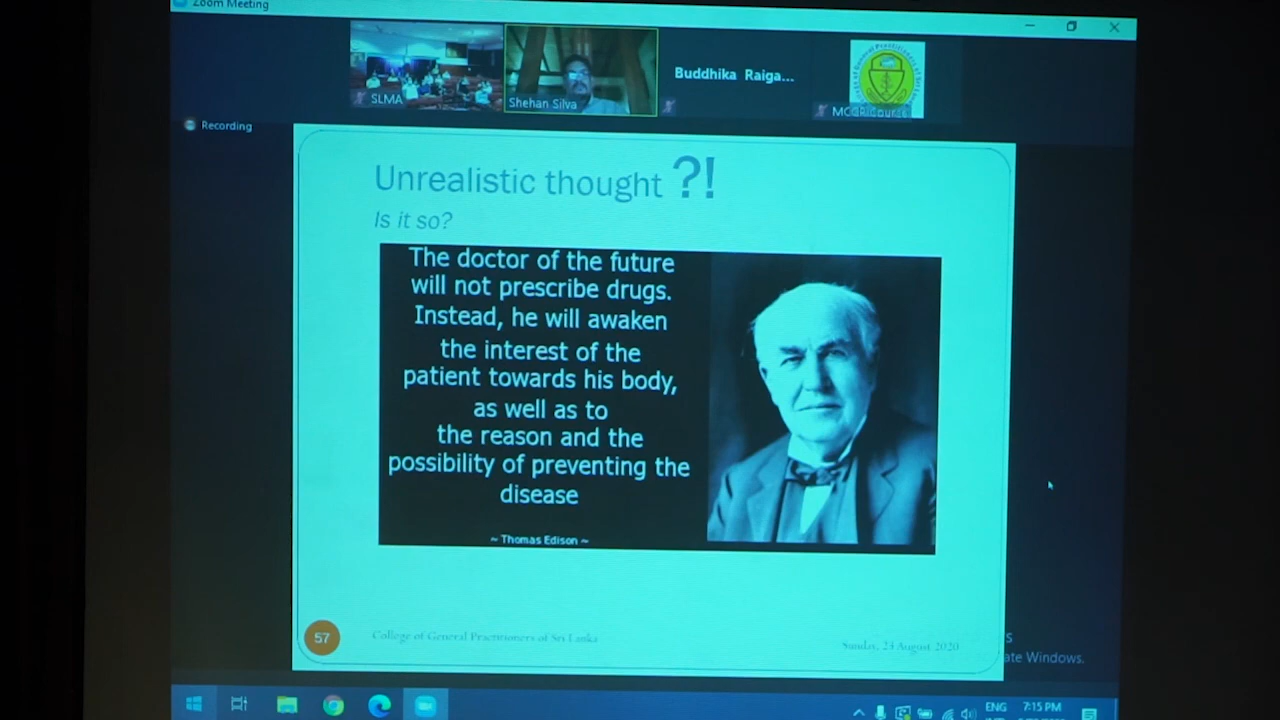 Zoom Meeting
SLMA
Shehan Silva
Buddhika Raiga...
Recording
Unrealistic thought ?!
Is it so?
The doctor of the future
will not prescribe drugs.
Instead, he will awaken
the interest of the
patient towards his body,
as well as to
the reason and the
possibility of preventing the
disease
~ Thomas Edison ~
57
College of General Practitioners of Sri Lanka
Sunday, 23 August 2020
ate Windows.
ENG
7:15 PM